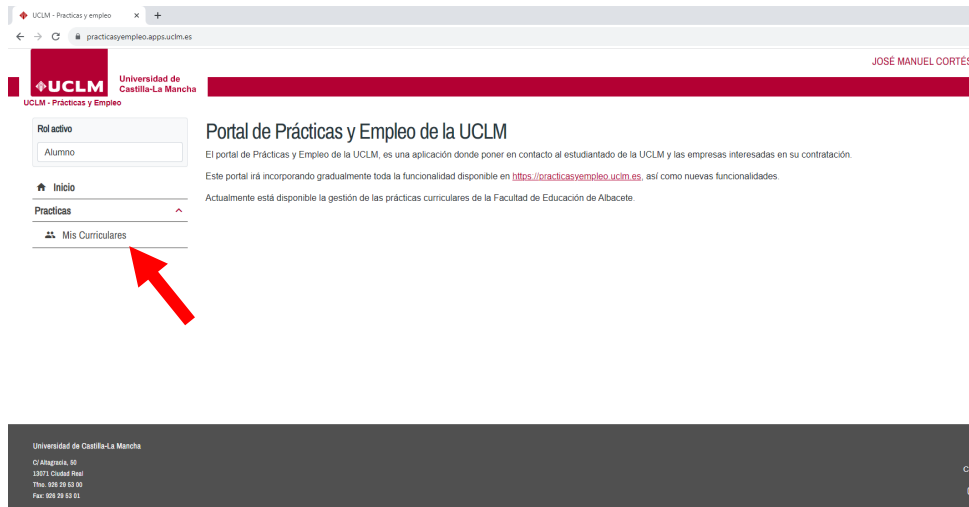 UCLM - Practicas y empleo
practicasyempleo.apps.uclm.es
JOSÉ MANUEL CORTÉS
UCLM
Universidad de
Castilla-La Mancha
UCLM - Prácticas y Empleo
Rol activo
Alumno
Inicio
Practicas
Mis Curriculares
Portal de Prácticas y Empleo de la UCLM
El portal de Prácticas y Empleo de la UCLM, es una aplicación donde poner en contacto al estudiantado de la UCLM y las empresas interesadas en su contratación.
Este portal irá incorporando gradualmente toda la funcionalidad disponible en https://practicasyempleo.uclm.es, así como nuevas funcionalidades.
Actualmente está disponible la gestión de las prácticas curriculares de la Facultad de Educación de Albacete.
Universidad de Castilla-La Mancha
C/ Altagracia, 50
13071 Ciudad Real
Tfno. 926 29 53 00
Fax: 926 29 53 01
C